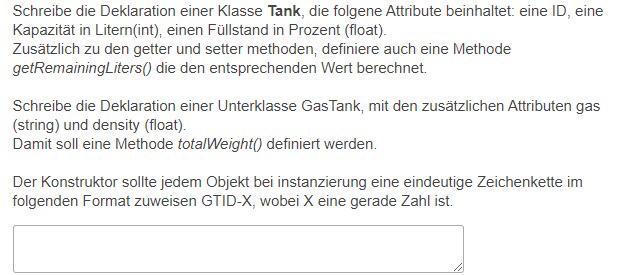 Schreibe die Deklaration einer Klasse Tank, die folgene Attribute beinhaltet: eine ID, eine
Kapazität in Litern(int), einen Füllstand in Prozent (float).
Zusätzlich zu den getter und setter methoden, definiere auch eine Methode
getRemainingLiters() die den entsprechenden Wert berechnet.
Schreibe die Deklaration einer Unterklasse GasTank, mit den zusätzlichen Attributen gas
(string) und density (float).
Damit soll eine Methode totalWeight() definiert werden.
Der Konstruktor sollte jedem Objekt bei instanzierung eine eindeutige Zeichenkette im
folgenden Format zuweisen GTID-X, wobei X eine gerade Zahl ist.